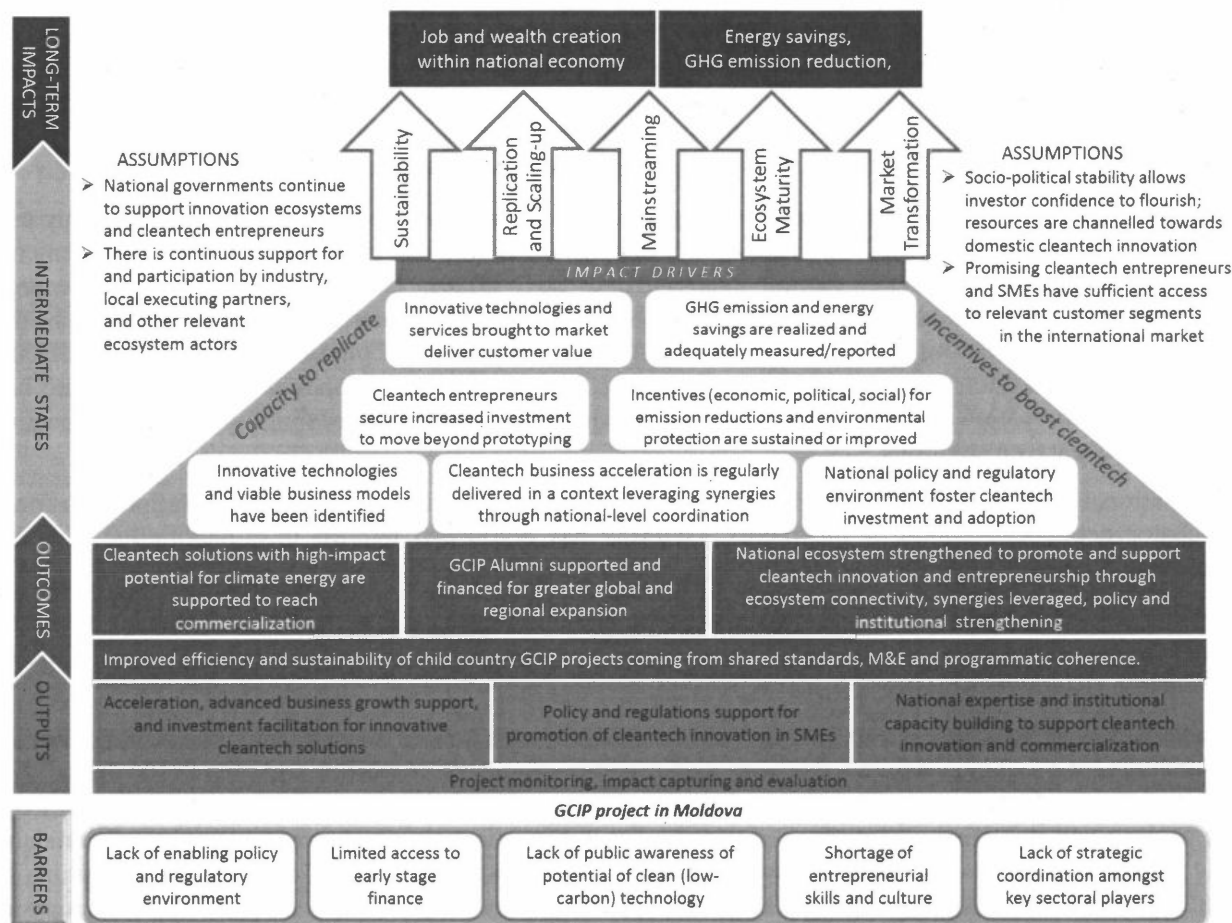 LONG-TERM
IMPACTS
Job and wealth creation
within national economy
Energy savings,
GHG emission reduction,
Sustainability
Replication
and Scaling-up
Mainstreaming
Ecosystem
Maturity
Market
Transformation
ASSUMPTIONS
➢ National governments continue
to support innovation ecosystems
and cleantech entrepreneurs
➢ There is continuous support for
and participation by industry,
local executing partners,
and other relevant
ecosystem actors
ASSUMPTIONS
➢ Socio-political stability allows
investor confidence to flourish;
resources are channelled towards
domestic cleantech innovation
➢ Promising cleantech entrepreneurs
and SMEs have sufficient access
to relevant customer segments
in the international market
IMPACT DRIVERS
INTERMEDIATE STATES
Capacity to replicate
Incentives to boost cleantech
Innovative technologies and
services brought to market
deliver customer value
GHG emission and energy
savings are realized and
adequately measured/reported
Cleantech entrepreneurs
secure increased investment
to move beyond prototyping
Incentives (economic, political, social) for
emission reductions and environmental
protection are sustained or improved
Innovative technologies
and viable business models
have been identified
Cleantech business acceleration is regularly
delivered in a context leveraging synergies
through national-level coordination
National policy and regulatory
environment foster cleantech
investment and adoption
OUTCOMES
Cleantech solutions with high-impact
potential for climate energy are
supported to reach
commercialization
GCIP Alumni supported and
financed for greater global and
regional expansion
National ecosystem strengthened to promote and support
cleantech innovation and entrepreneurship through
ecosystem connectivity, synergies leveraged, policy and
institutional strengthening
Improved efficiency and sustainability of child country GCIP projects coming from shared standards, M&E and programmatic coherence.
OUTPUTS
Acceleration, advanced business growth support,
and investment facilitation for innovative
cleantech solutions
Policy and regulations support for
promotion of cleantech innovation in SMEs
National expertise and institutional
capacity building to support cleantech
innovation and commercialization
Project monitoring, impact capturing and evaluation
GCIP project in Moldova
BARRIERS
Lack of enabling policy
and regulatory
environment
Limited access to
early stage
finance
Lack of public awareness of
potential of clean (low-
carbon) technology
Shortage of
entrepreneurial
skills and culture
Lack of strategic
coordination amongst
key sectoral players